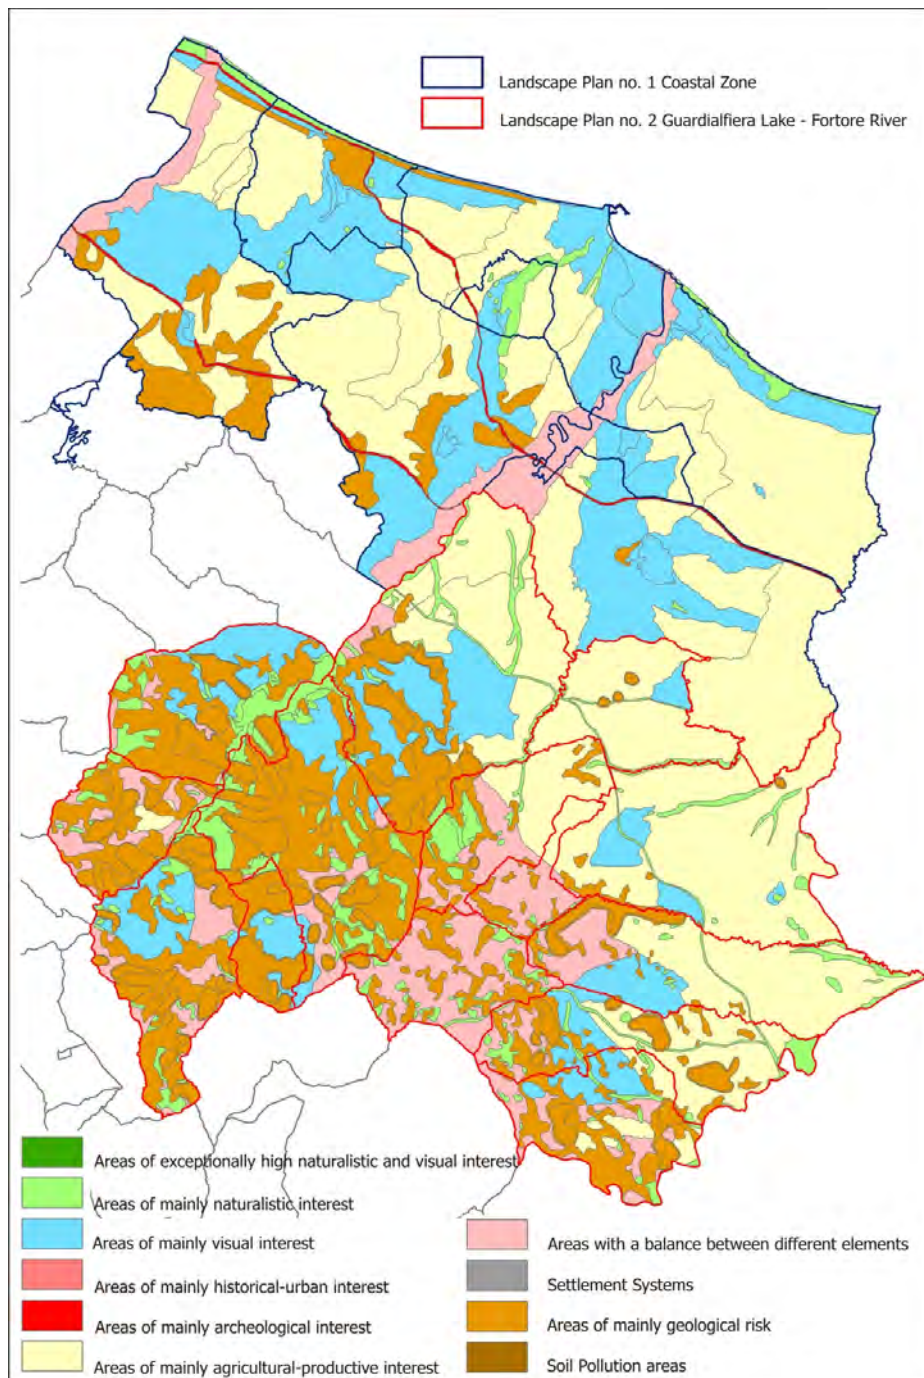 Landscape Plan no. 1 Coastal Zone
Landscape Plan no. 2 Guardialfiera Lake - Fortore River
Areas of exceptionally high naturalistic and visual interest
Areas of mainly naturalistic interest
Areas of mainly visual interest
Areas of mainly historical-urban interest
Areas of mainly archeological interest
Areas of mainly agricultural-productive interest
Areas with a balance between different elements
Settlement Systems
Areas of mainly geological risk
Soil Pollution areas